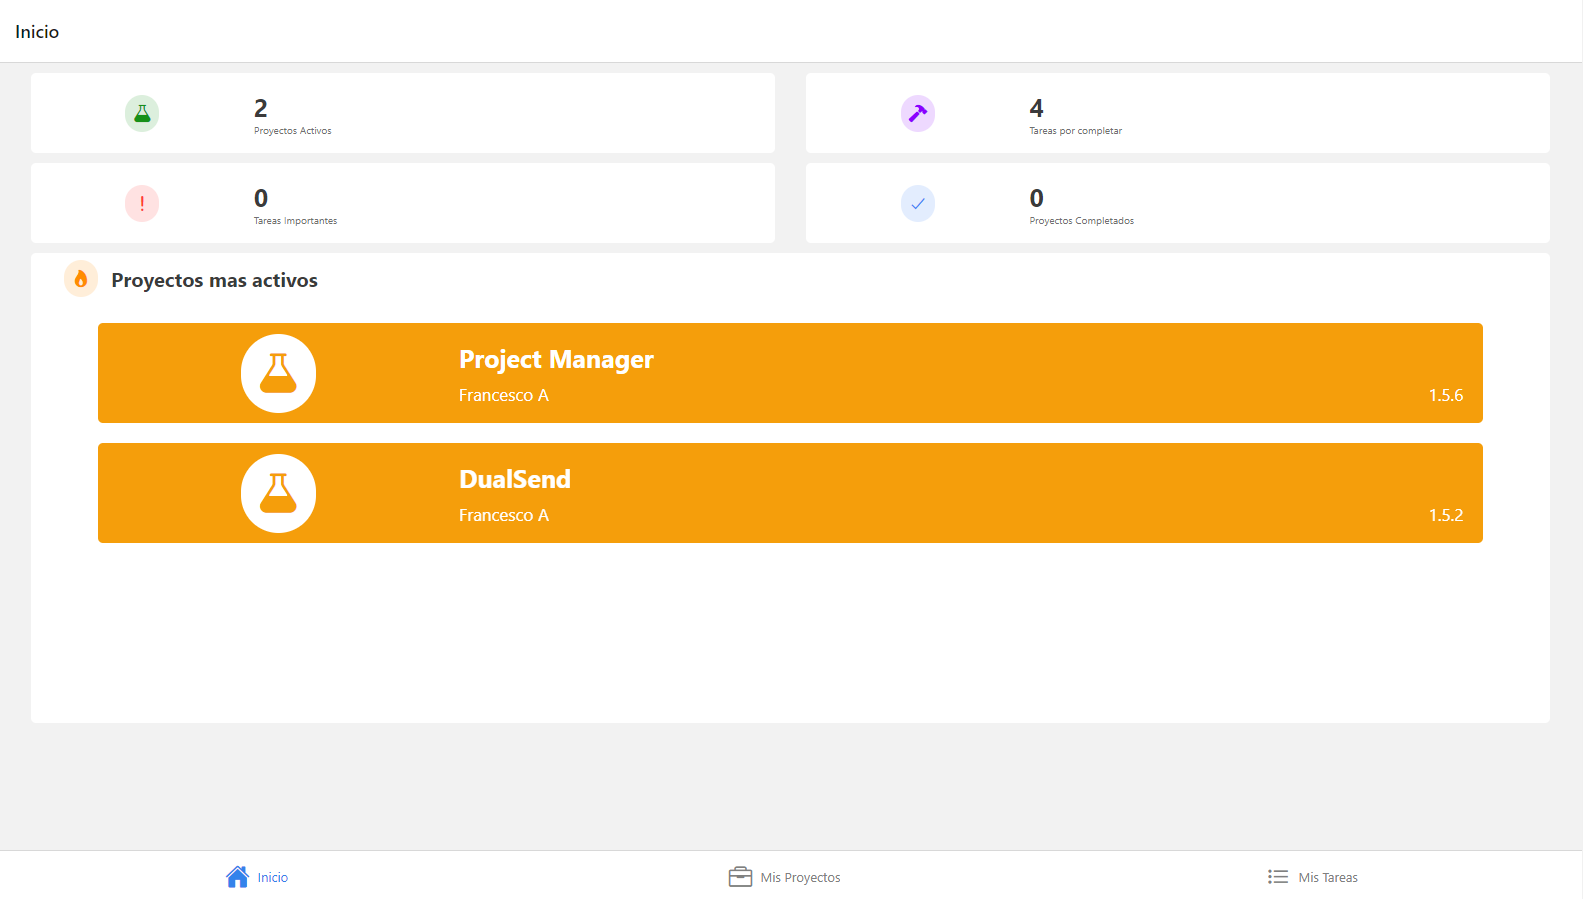 Inicio
2
Proyectos Activos
4
Tareas por completar
0
Tareas Importantes
0
Proyectos Completados
Proyectos mas activos
Project Manager
Francesco A
1.5.6
DualSend
Francesco A
1.5.2
Inicio
Mis Proyectos
Mis Tareas